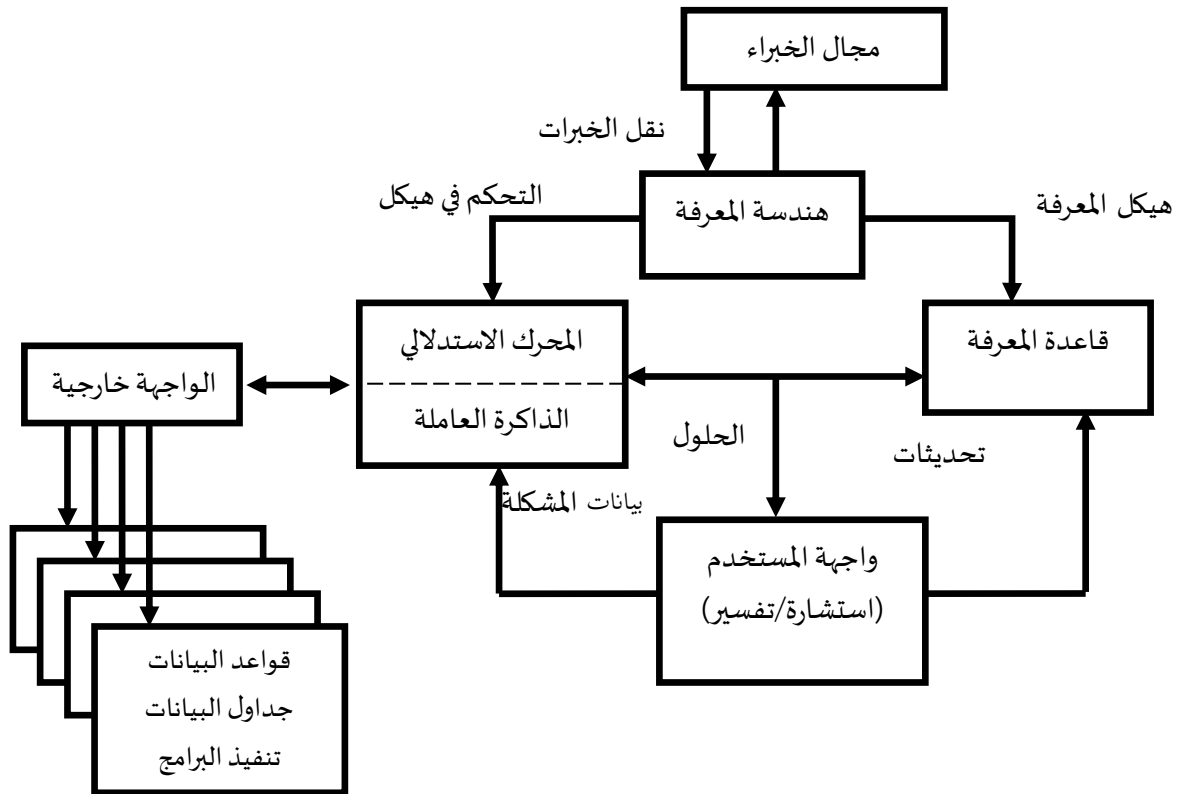 مجال الخبراء
نقل الخبرات
التحكم في هيكل
هندسة المعرفة
هيكل المعرفة
المحرك الاستدلالي
قاعدة المعرفة
الواجهة خارجية
الذاكرة العاملة
الحلول
تحديثات
بيانات المشكلة
واجهة المستخدم
(استشارة/تفسير)
قواعد البيانات
جداول البيانات
تنفيذ البرامج